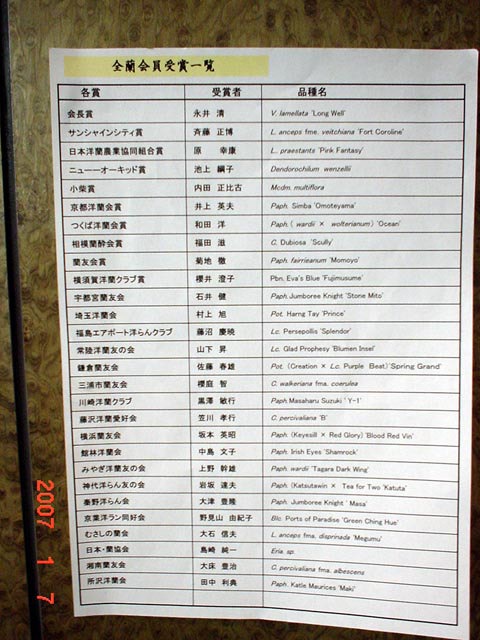 全蘭会員受賞一覧
各賞 受賞者 品種名
会長賞 永井 清 V. lamellata 'Long Well'
サンシャインシティ賞 斉藤 正博 L. anceps fme. veitchiana 'Fort Coroline'
日本洋蘭農業協同組合賞 原 幸康 L. praestants 'Pink Fantasy'
ニューーオーキッド賞 池上 綱子 Dendorochilum wenzellii
小柴賞 内田 正比古 Mcdm. multiflora
京都洋蘭会賞 井上 英夫 Paph. Simba 'Omoteyama'
つくば洋蘭会賞 和田 洋 Paph.( wardii × wolterianum) 'Ocean'
相模蘭酔会賞 福田 滋 C. Dubiosa 'Scully'
蘭友会賞 菊地 徹 Paph. fairrieanum 'Momoyo'
横須賀洋蘭クラブ賞 櫻井 澄子 Pbn. Eva's Blue 'Fujimusume'
宇都宮蘭友会 石井 健 Paph.Jumboree Knight 'Stone Mito'
埼玉洋蘭会 村上 旭 Pot. Harng Tay 'Prince'
福島エアポート洋らんクラブ 藤沼 慶暁 Lc. Persepollis 'Splendor'
常陸洋蘭友の会 山下 昇 Lc. Glad Prophesy 'Blumen Insel'
鎌倉蘭友会 佐藤 春雄 Pot. (Creation × Lc. Purple Beat) 'Spring Grand'
三浦市蘭友会 櫻庭 智 C. walkeriana fma. coerulea
川崎洋蘭クラブ 黒澤 敏行 Paph.Masaharu Suzuki ' Y-1'
藤沢洋蘭愛好会 笠川 孝行 C. percivaliana 'B'
横浜蘭友会 坂本 英昭 Paph. (Keyesill × Red Glory) 'Blood Red Vin'
館林洋蘭会 中島 文子 Paph. Irish Eyes 'Shamrock'
みやぎ洋蘭友の会 上野 幹雄 Paph. wardii 'Tagara Dark Wing'
神代洋らん友の会 岩坂 達夫 Paph. (Katsutawin × Tea for Two 'Katuta'
秦野洋らん会 大津 豊隆 Paph. Jumboree Knight ' Masa'
京葉洋ラン同好会 野見山 由紀子 Blc. Ports of Paradise 'Green Ching Hue'
むさしの蘭会 大石 信夫 L. anceps fma. disprinada 'Megumu'
日本・蘭協会 島崎 純一 Eria. sp.
湘南蘭友会 大床 豊治 C. percivaliana fma. albescens
所沢洋蘭会 田中 利典 Paph. Katie Maurices 'Maki'
2007 1 7